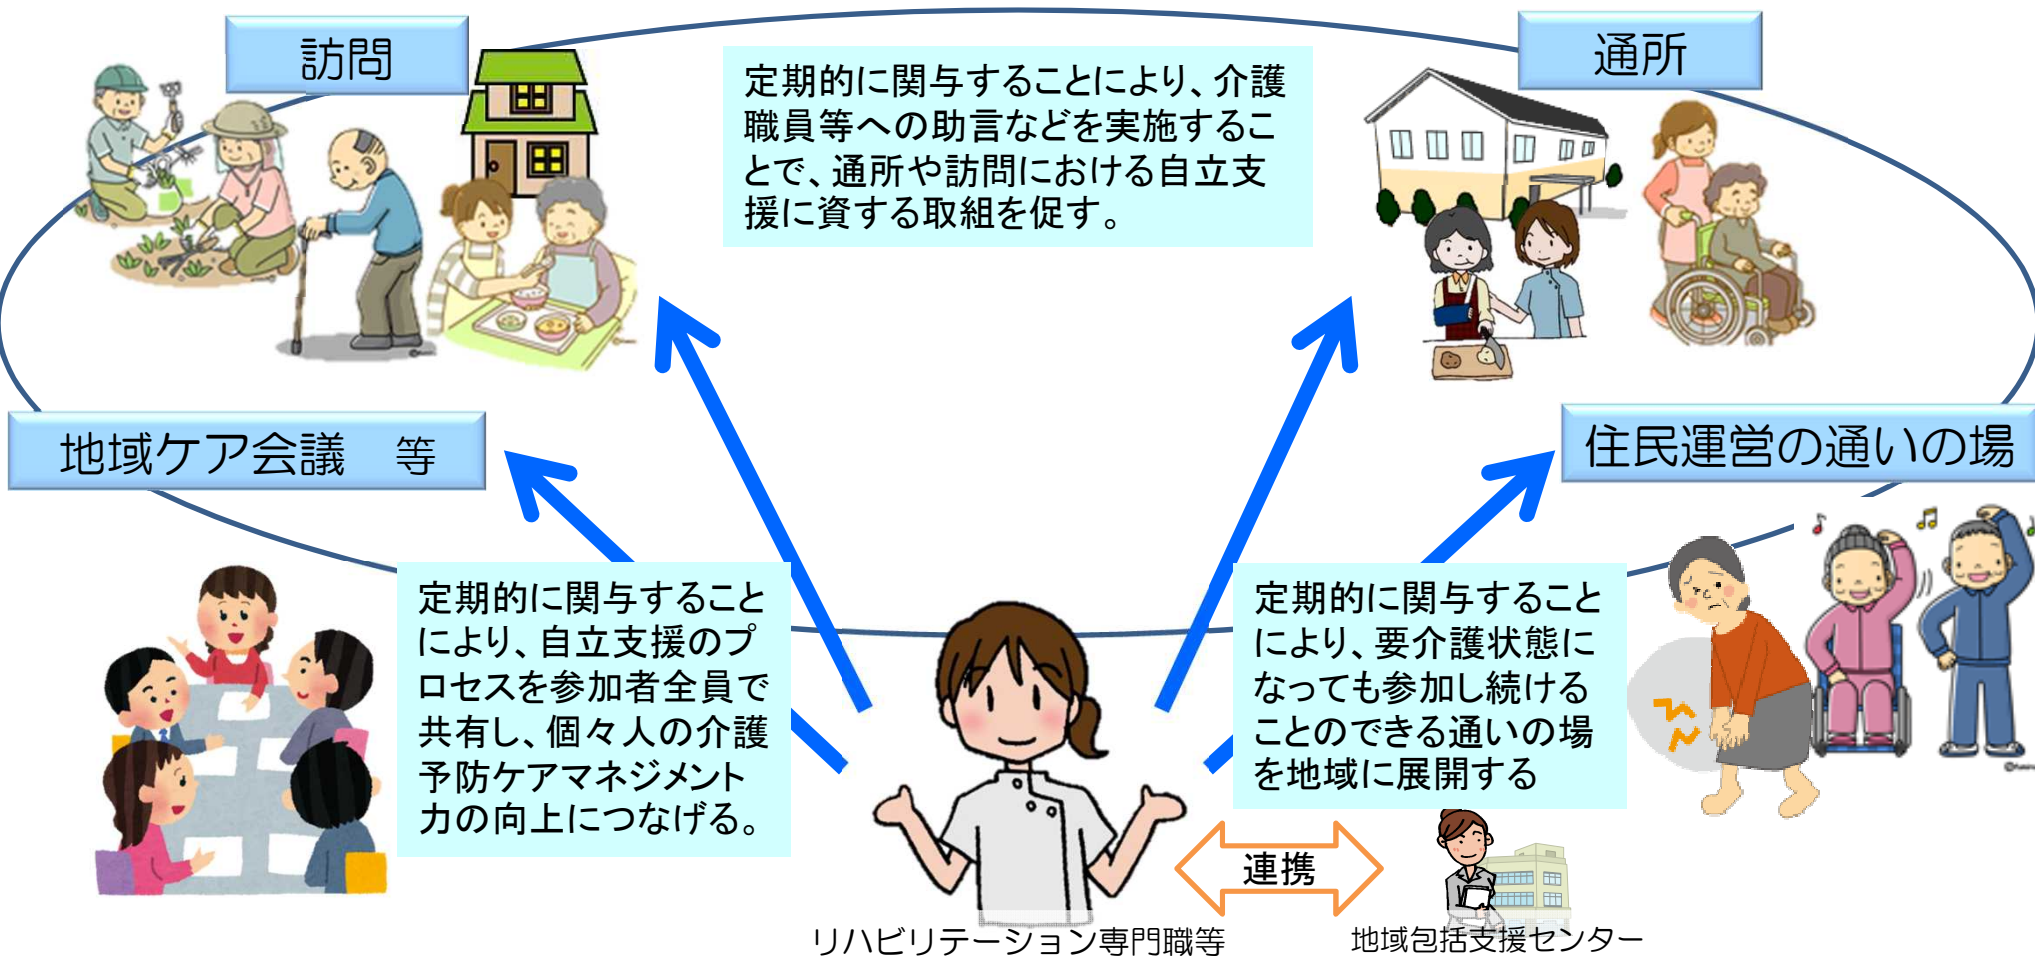 訪問
通所
定期的に関与することにより、介護
職員等への助言などを実施するこ
とで、通所や訪問における自立支
援に資する取組を促す。
地域ケア会議　等
住民運営の通いの場
定期的に関与すること
により、自立支援のプ
ロセスを参加者全員で
共有し、個々人の介護
予防ケアマネジメント
力の向上につなげる。
定期的に関与すること
により、要介護状態に
なっても参加し続ける
ことのできる通いの場
を地域に展開する
連携
リハビリテーション専門職等
地域包括支援センター